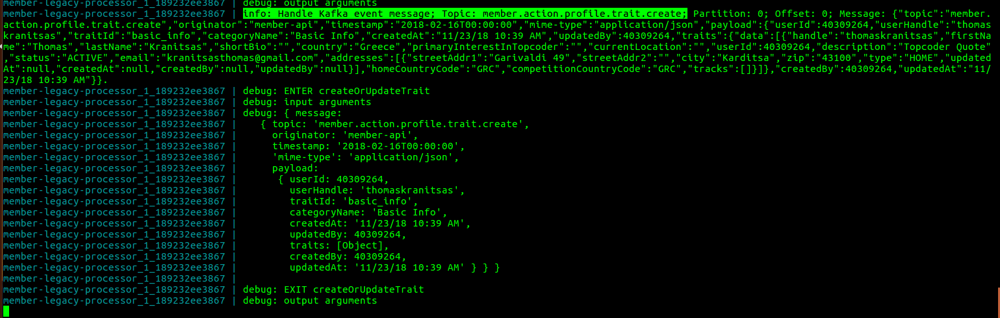 member-legacy-processor_1_189232ee3867 | debug: output arguments
member-legacy-processor_1_189232ee3867 | info: Handle Kafka event message; Topic: member.action.profile.trait.create; Partition: 0; Offset: 0; Message: {"topic":"member.
action.profile.trait.create","originator":"member-api","timestamp":"2018-02-16T00:00:00","mime-type":"application/json","payload":{"userId":40309264,"userHandle":"thomas
kranitsas","traitId":"basic_info","categoryName":"Basic Info","createdAt":"11/23/18 10:39 AM","updatedBy":40309264,"traits":{"data":[{"handle":"thomaskranitsas","firstNa
me":"Thomas","lastName":"Kranitsas","shortBio":"","country":"Greece","primaryInterestInTopcoder":"","currentLocation":"","userId":40309264,"description":"Topcoder Quote"
,"status":"ACTIVE","email":"kranitsasthomas@gmail.com","addresses":[{"streetAddr1":"Garivaldi 49","streetAddr2":"","city":"Karditsa","zip":"43100","type":"HOME","updated
At":null,"createdAt":null,"createdBy":null,"updatedBy":null}],"homeCountryCode":"GRC","competitionCountryCode":"GRC","tracks":[]}]},"createdBy":40309264,"updatedAt":"11/
23/18 10:39 AM"}}.
member-legacy-processor_1_189232ee3867 | debug: ENTER createOrUpdateTrait
member-legacy-processor_1_189232ee3867 | debug: input arguments
member-legacy-processor_1_189232ee3867 | debug: { message:
member-legacy-processor_1_189232ee3867 |    { topic: 'member.action.profile.trait.create',
member-legacy-processor_1_189232ee3867 |      originator: 'member-api',
member-legacy-processor_1_189232ee3867 |      timestamp: '2018-02-16T00:00:00',
member-legacy-processor_1_189232ee3867 |      'mime-type': 'application/json',
member-legacy-processor_1_189232ee3867 |      payload:
member-legacy-processor_1_189232ee3867 |       { userId: 40309264,
member-legacy-processor_1_189232ee3867 |         userHandle: 'thomaskranitsas',
member-legacy-processor_1_189232ee3867 |         traitId: 'basic_info',
member-legacy-processor_1_189232ee3867 |         categoryName: 'Basic Info',
member-legacy-processor_1_189232ee3867 |         createdAt: '11/23/18 10:39 AM',
member-legacy-processor_1_189232ee3867 |         updatedBy: 40309264,
member-legacy-processor_1_189232ee3867 |         traits: [Object],
member-legacy-processor_1_189232ee3867 |         createdBy: 40309264,
member-legacy-processor_1_189232ee3867 |         updatedAt: '11/23/18 10:39 AM' } } }
member-legacy-processor_1_189232ee3867 |
member-legacy-processor_1_189232ee3867 | debug: EXIT createOrUpdateTrait
member-legacy-processor_1_189232ee3867 | debug: output arguments